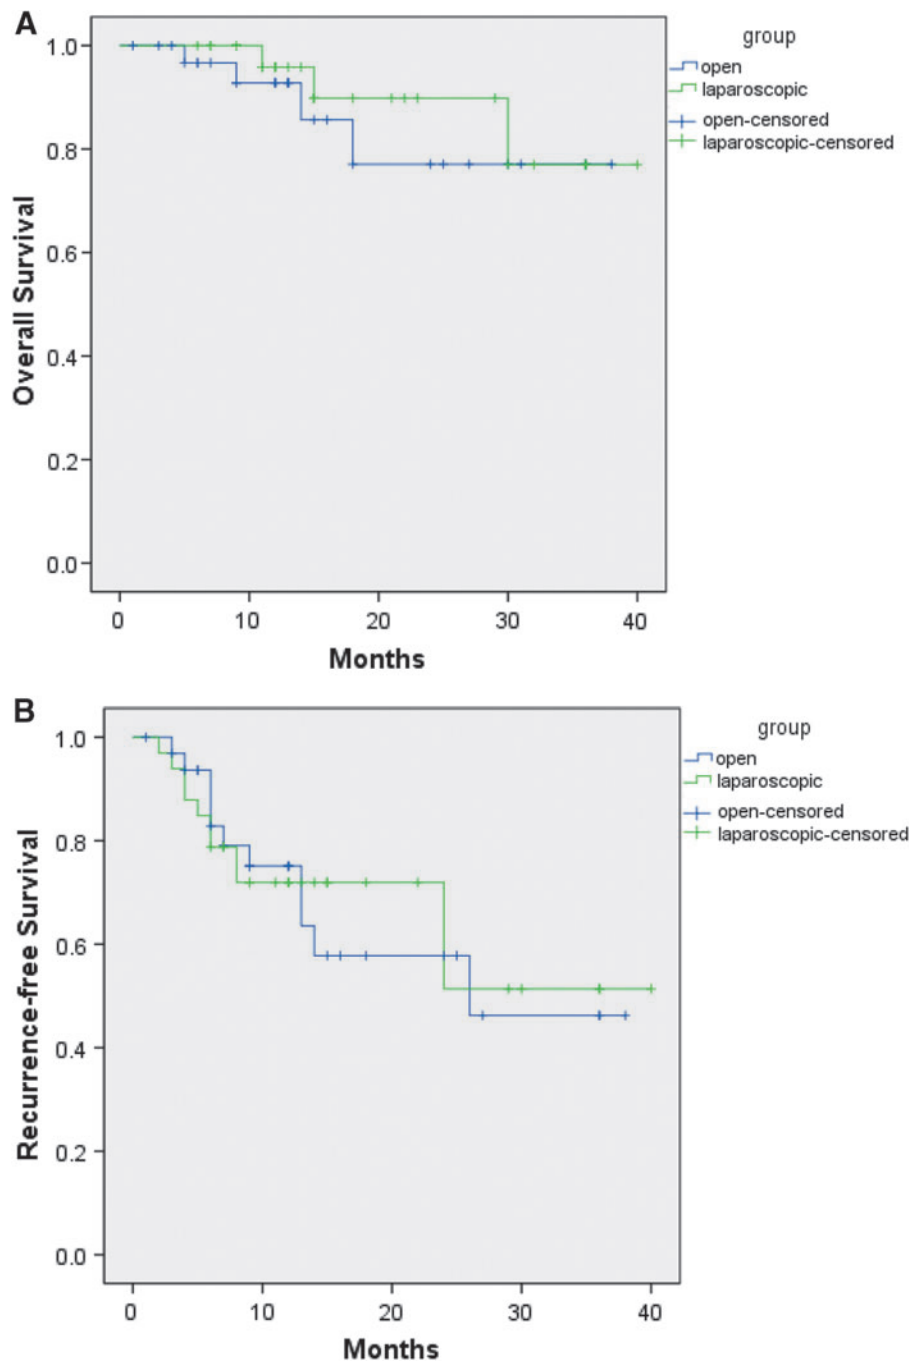 A
group
open
laparoscopic
open-censored
laparoscopic-censored
1.0
0.8
0.6
0.4
0.2
0.0
Overall Survival
0 10 20 30 40
Months
B
group
open
laparoscopic
open-censored
laparoscopic-censored
1.0
0.8
0.6
0.4
0.2
0.0
Recurrence-free Survival
0 10 20 30 40
Months